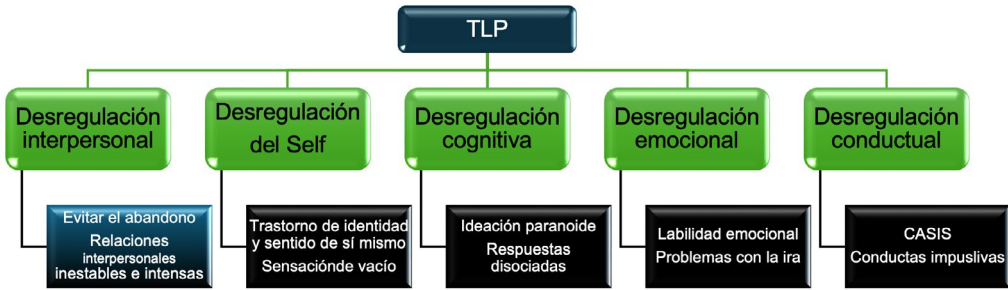 TLP
Desregulación
interpersonal
Desregulación
del Self
Desregulación
cognitiva
Desregulación
emocional
Desregulación
conductual
Evitar el abandono
Relaciones
interpersonales
inestables e intensas
Trastorno de identidad
y sentido de sí mismo
Sensaciónde vacío
Ideación paranoide
Respuestas
disociadas
Labilidad emocional
Problemas con la ira
CASIS
Conductas impuslivas